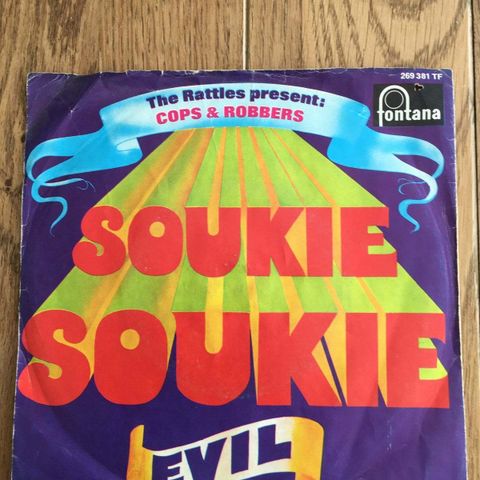 269 381 TF
fontana
The Rattles present:
COPS & ROBBERS
SOUKIE
SOUKIE
EVIL